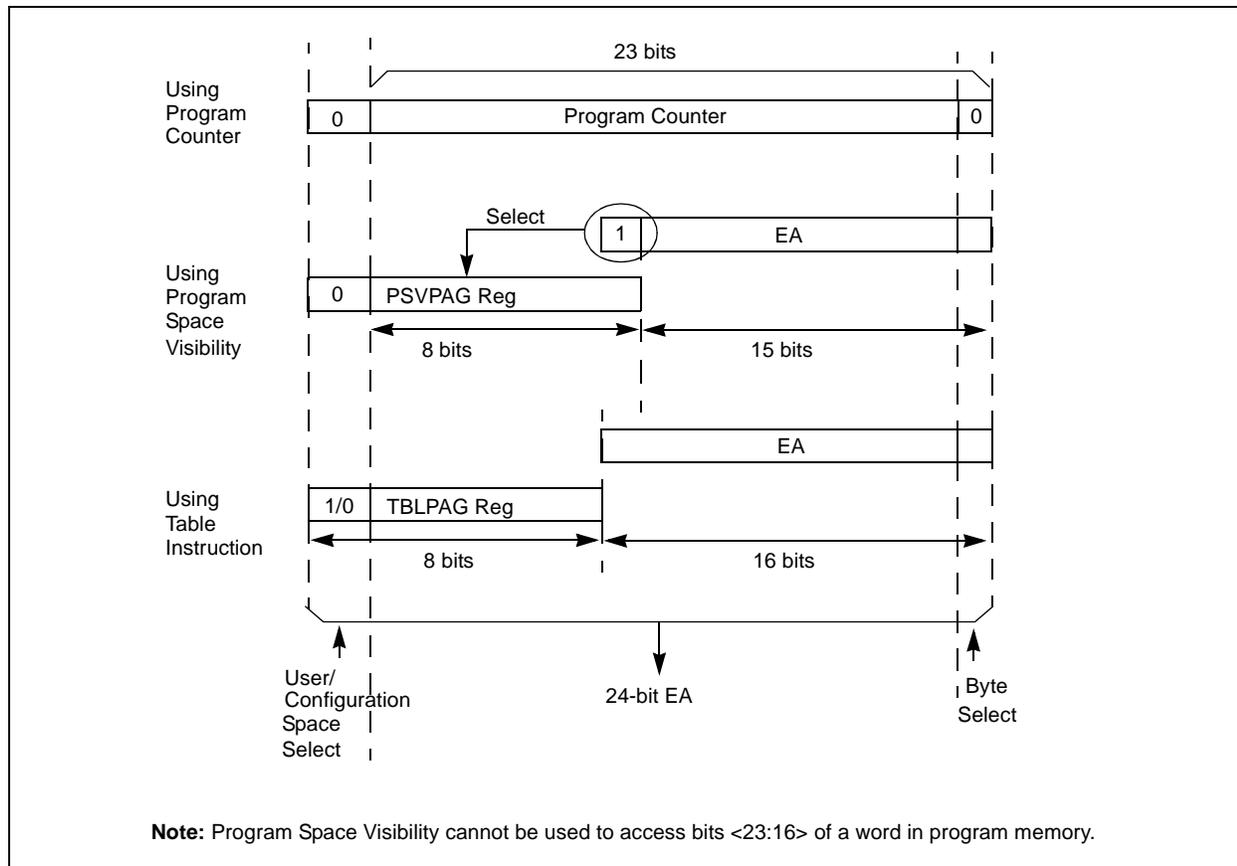 23 bits
Using
Program
Counter
0
Program Counter
0
Select
1
EA
Using
Program
Space
Visibility
0
PSVPAG Reg
8 bits
15 bits
EA
Using
Table
Instruction
1/0
TBLPAG Reg
8 bits
16 bits
User/
Configuration
Space
Select
24-bit EA
Byte
Select
Note: Program Space Visibility cannot be used to access bits <23:16> of a word in program memory.